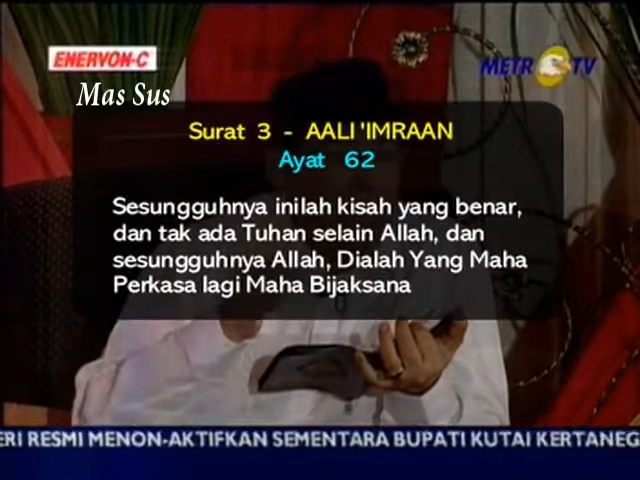 ENERVON-C
METRO TV
Mas Sus
Surat 3 - AALI 'IMRAAN
Ayat 62
Sesungguhnya inilah kisah yang benar,
dan tak ada Tuhan selain Allah, dan
sesungguhnya Allah, Dialah Yang Maha
Perkasa lagi Maha Bijaksana
ERI RESMI MENON-AKTIFKAN SEMENTARA BUPATI KUTAI KERTANEG